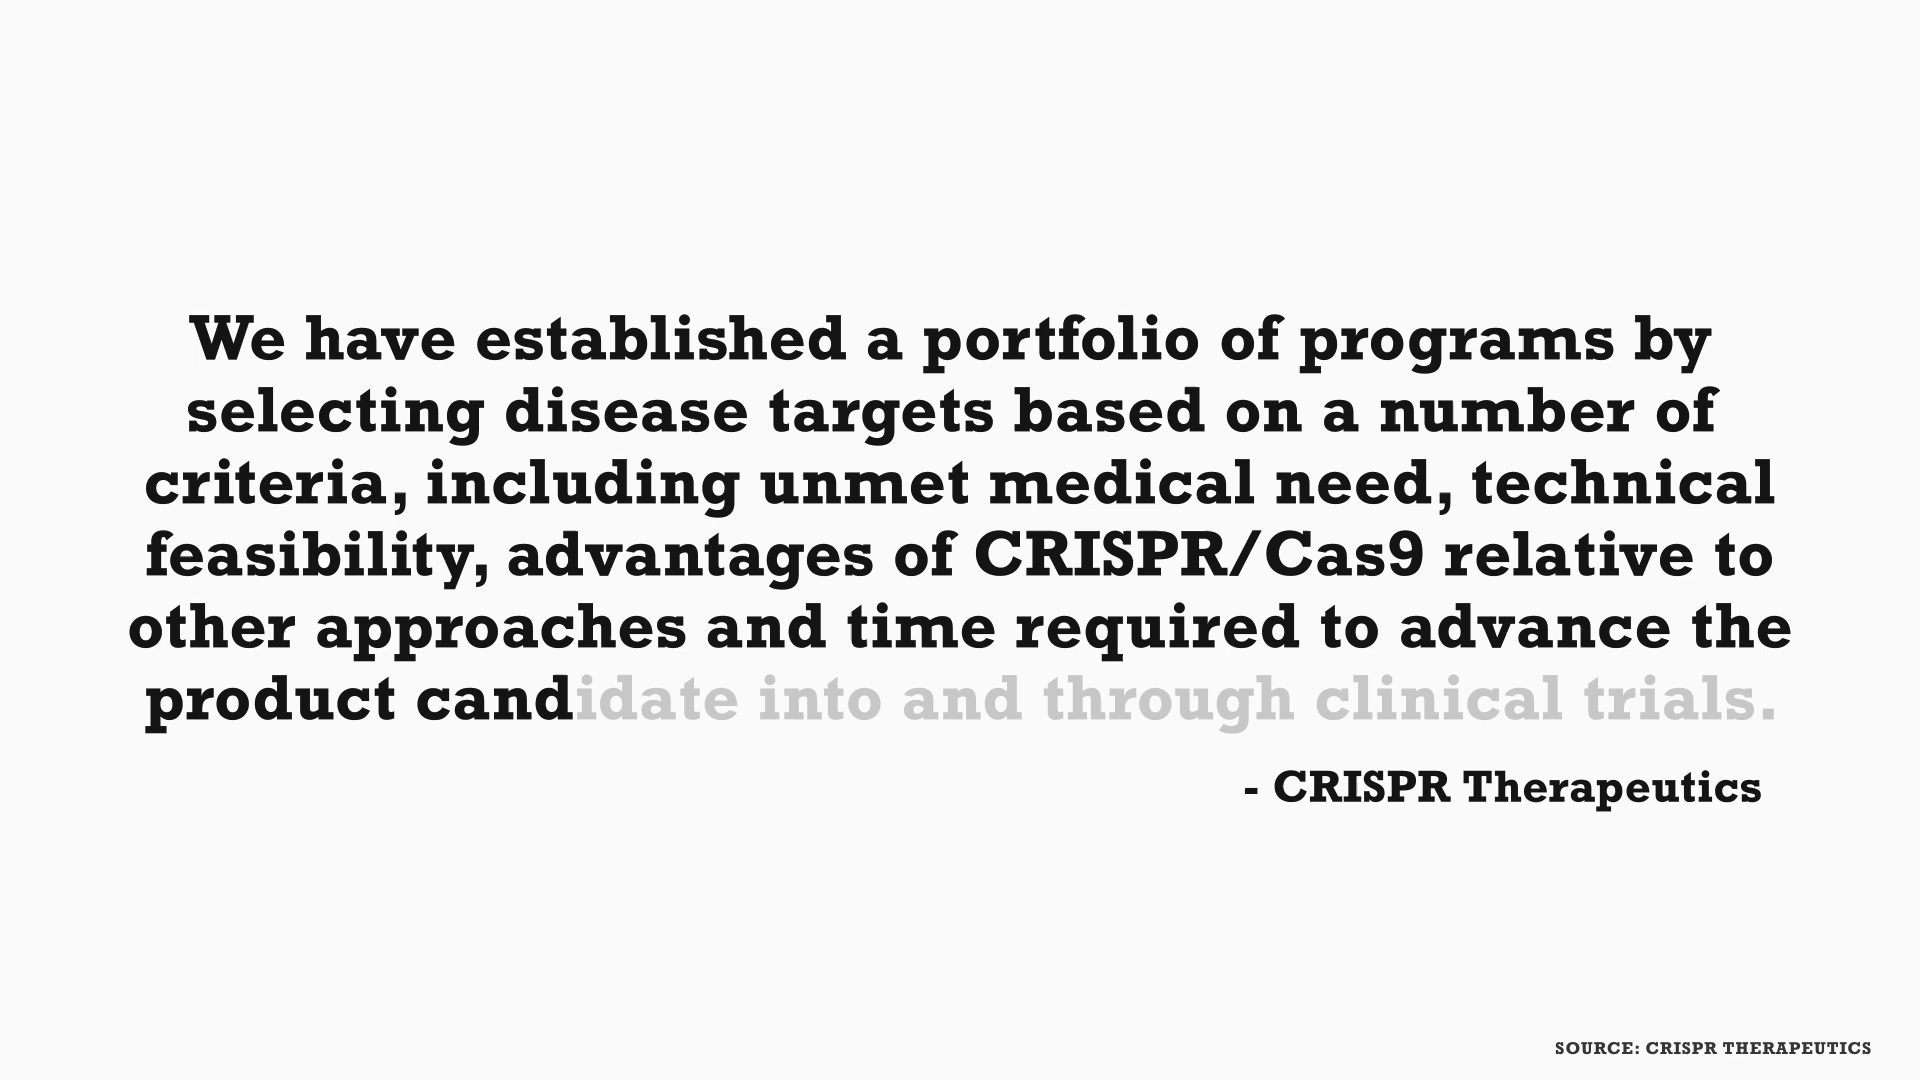 We have established a portfolio of programs by
selecting disease targets based on a number of
criteria, including unmet medical need, technical
feasibility, advantages of CRISPR/Cas9 relative to
other approaches and time required to advance the
product candidate into and through clinical trials.
- CRISPR Therapeutics
SOURCE: CRISPR THERAPEUTICS